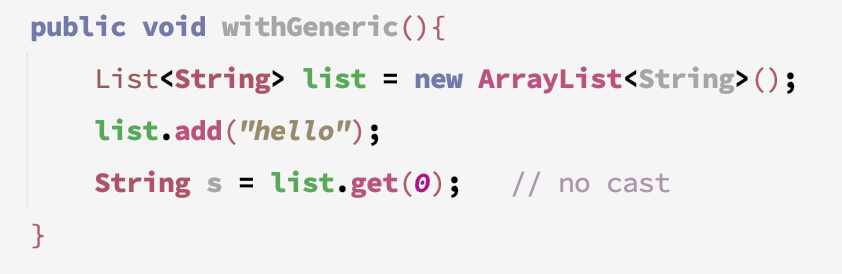 public void withGeneric(){
    List<String> list = new ArrayList<String>();
    list.add("hello");
    String s = list.get(0);   // no cast
}